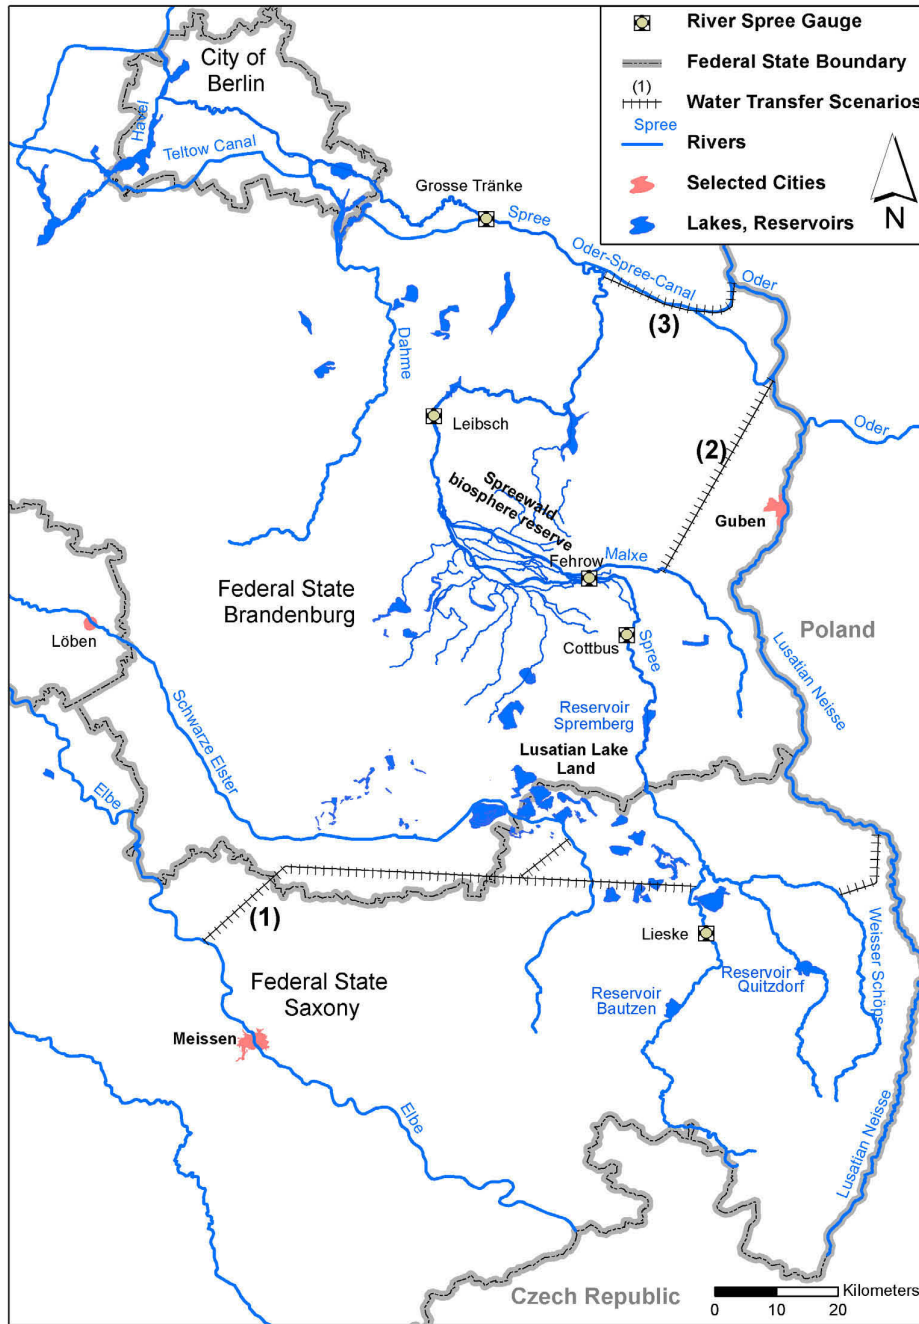 River Spree Gauge
Federal State Boundary
(1)
Water Transfer Scenarios
Spree
Rivers
Selected Cities
Lakes, Reservoirs
N
City of
Berlin
Havel
Teltow Canal
Grosse Tränke
Spree
Oder-Spree-Canal
Oder
(3)
Dahme
Leibsch
Oder
(2)
Spreewald
biosphere reserve
Guben
Fehrow
Malxe
Federal State
Brandenburg
Löben
Cottbus
Spree
Poland
Lusatian Neisse
Schwarze Elster
Reservoir
Spremberg
Lusatian Lake
Land
Elbe
(1)
Lieske
Weisser Schöps
Federal State
Saxony
Reservoir
Quitzdorf
Reservoir
Bautzen
Meissen
Elbe
Lusatian Neisse
Czech Republic
Kilometers
0 10 20